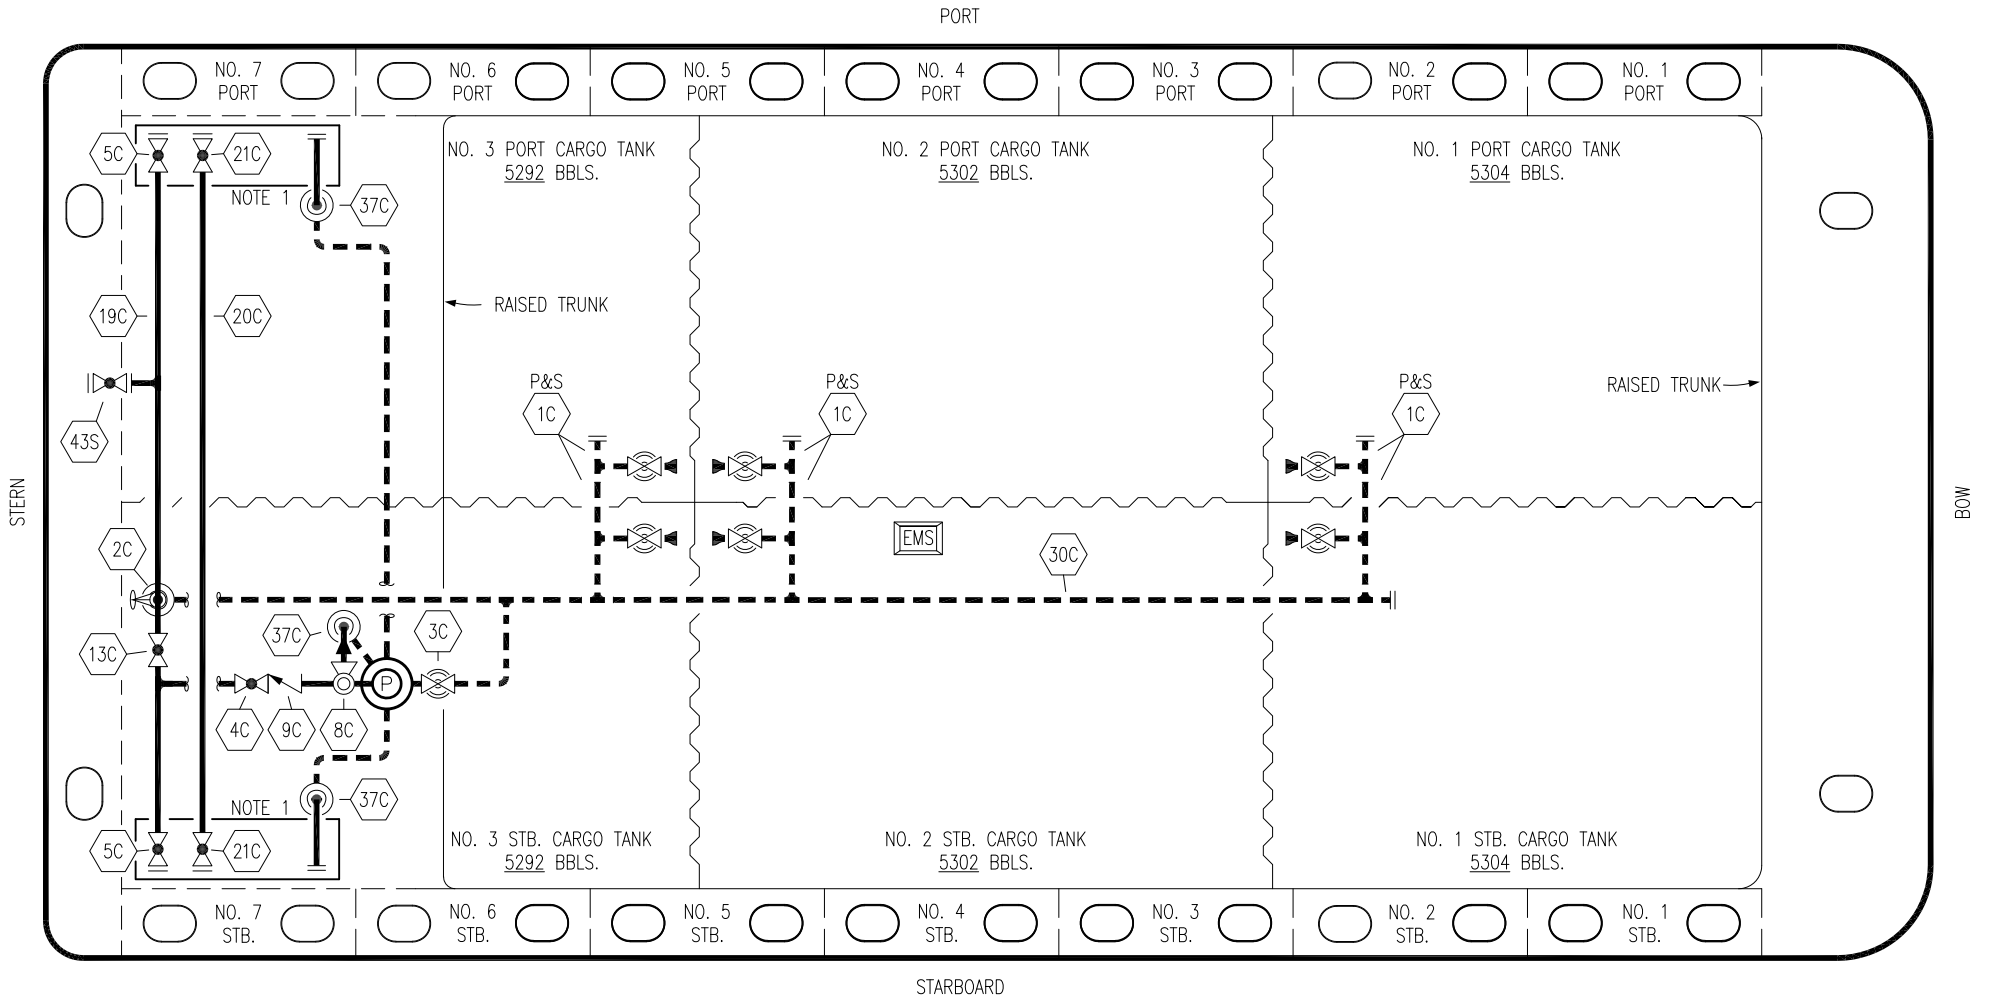 PORT
NO. 7
PORT
NO. 6
PORT
NO. 5
PORT
NO. 4
PORT
NO. 3
PORT
NO. 2
PORT
NO. 1
PORT
5C
21C
NO. 3 PORT CARGO TANK
5292 BBLS.
NO. 2 PORT CARGO TANK
5302 BBLS.
NO. 1 PORT CARGO TANK
5304 BBLS.
NOTE 1
37C
19C
20C
RAISED TRUNK
P&S
1C
P&S
1C
P&S
1C
RAISED TRUNK
43S
STERN
BOW
2C
EMS
30C
13C
37C
3C
P
4C
9C
8C
NOTE 1
37C
5C
21C
NO. 3 STB. CARGO TANK
5292 BBLS.
NO. 2 STB. CARGO TANK
5302 BBLS.
NO. 1 STB. CARGO TANK
5304 BBLS.
NO. 7
STB.
NO. 6
STB.
NO. 5
STB.
NO. 4
STB.
NO. 3
STB.
NO. 2
STB.
NO. 1
STB.
STARBOARD